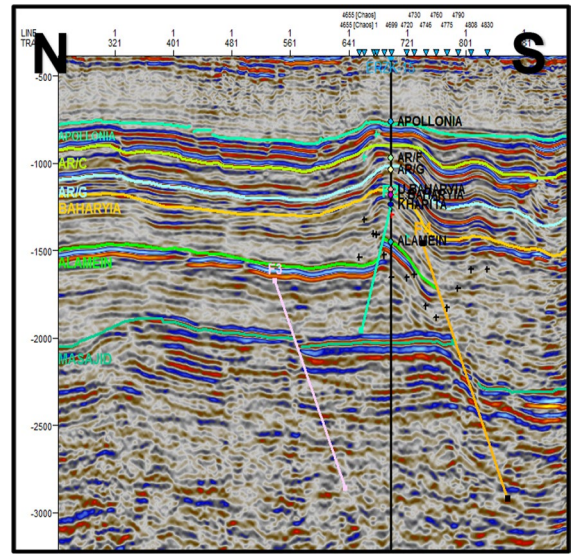 4730 4760 4790
4655 [Chaos] 4720 4746 4775 4808 4830
LINE 4655 [Chaos] 1 4699
TRA
1 1 1 1 1 1 1
321 401 481 561 641 721 801
N S
-500
APOLLONIA
APOLLONIA
-1000
AR/F
AR/G
AR/G
AR/G
U.BAHARYIA
BAHARYIA
KHARITA
-1500
ALAMEIN
ALAMEIN
F3
-2000
MASAJID
-2500
-3000